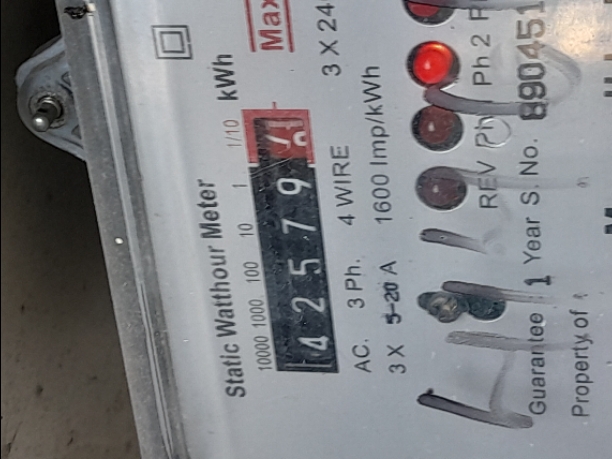 Static Watthour Meter
10000 1000 100 10 1 1/10 kWh
4 2 5 7 9
Max
AC. 3 Ph. 4 WIRE 3 X 24
3 X 5-20 A 1600 Imp/kWh
REV Ph Ph 2
Guarantee 1 Year S. No. 890451
Property of